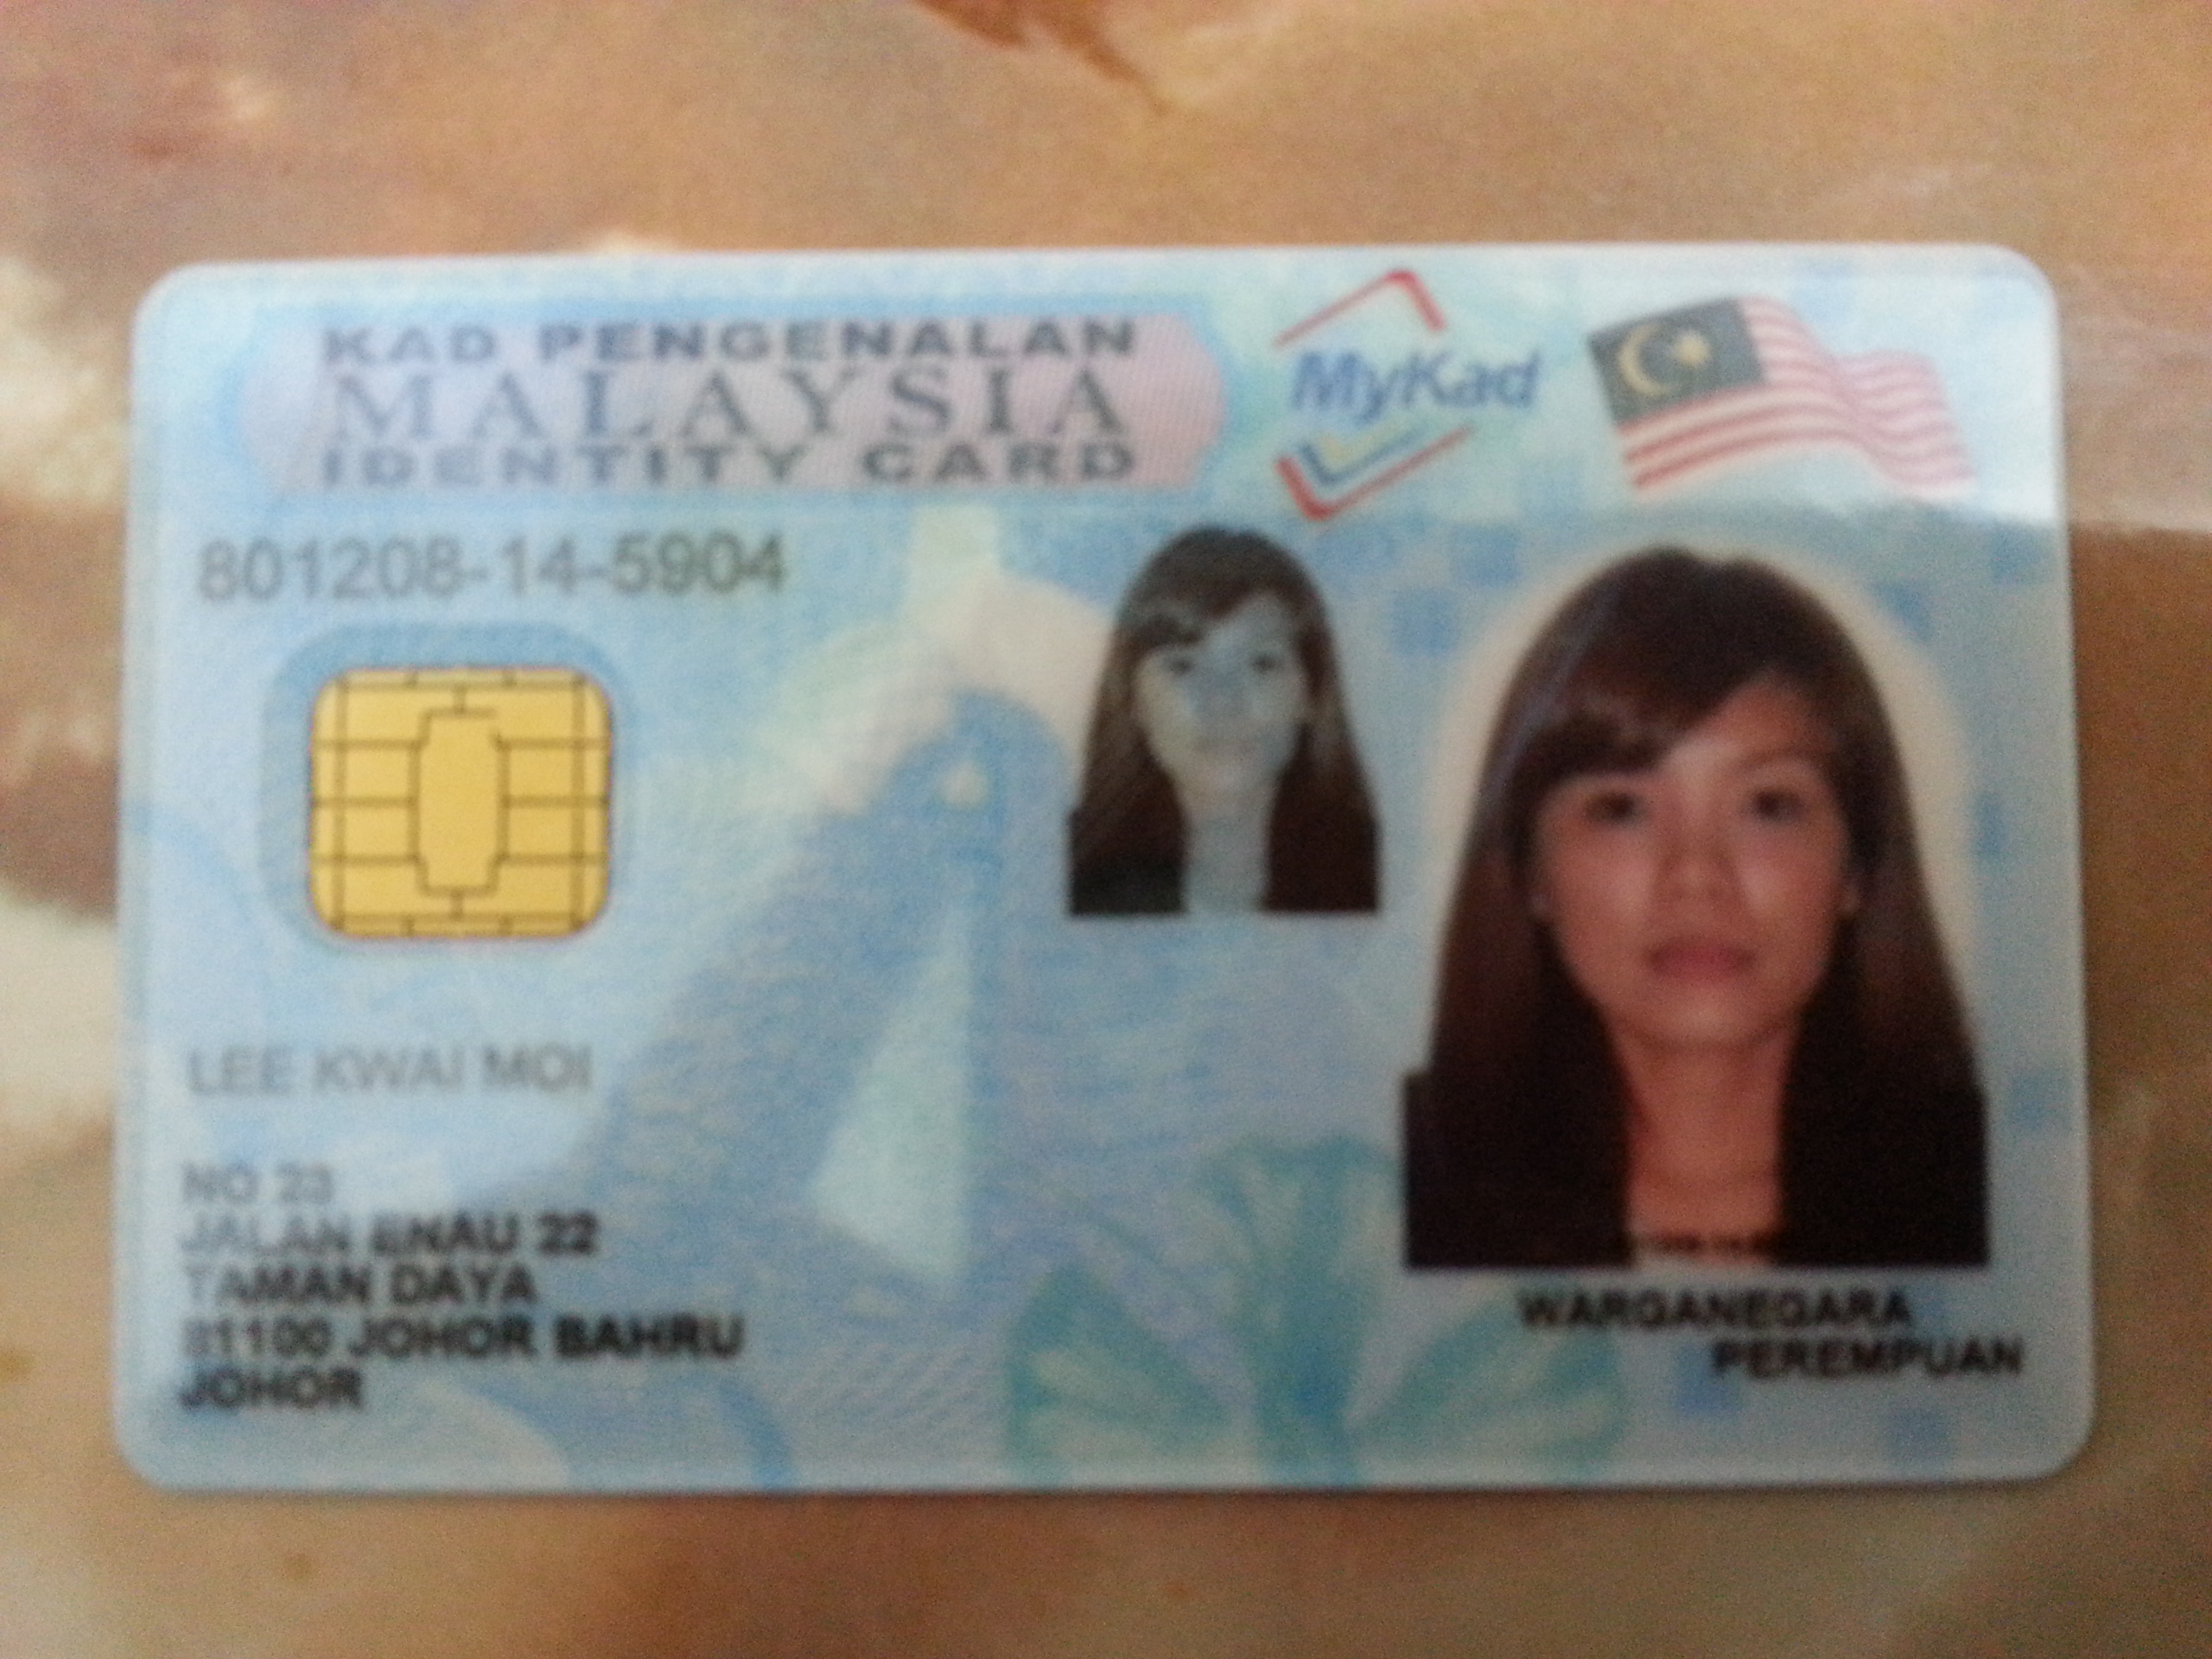 KAD PENGENALAN
MALAYSIA
IDENTITY CARD
MyKad
801208-14-5904
LEE KWAI MOI
NO 23
JALAN ENAU 22
TAMAN DAYA
81100 JOHOR BAHRU
JOHOR
WARGANEGARA
PEREMPUAN